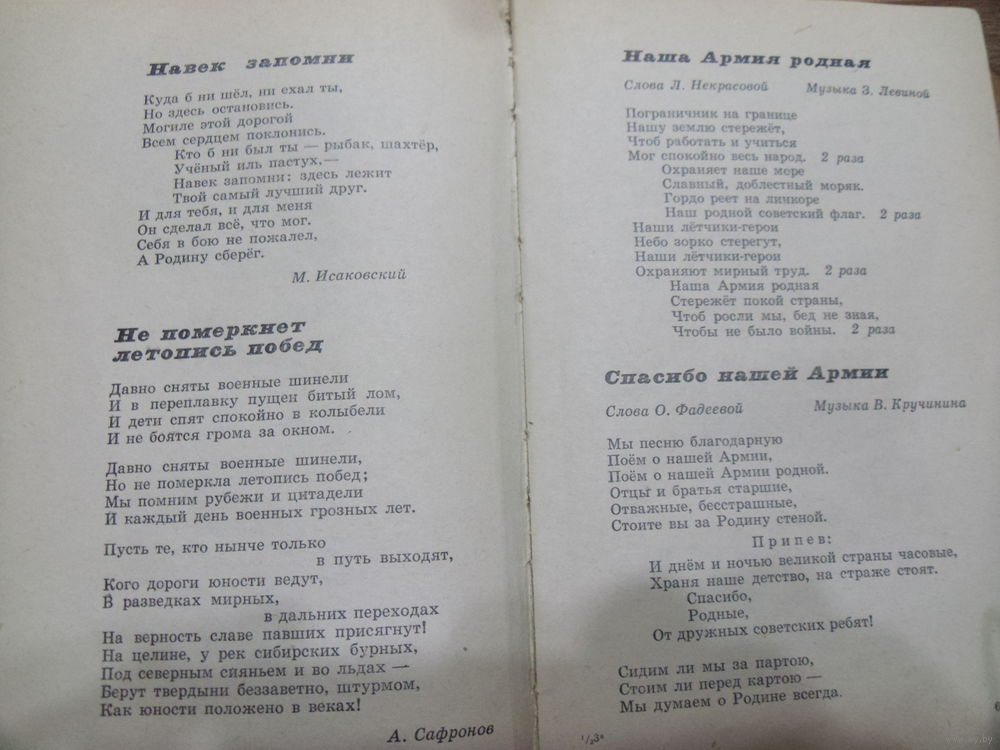 Навек запомни
Куда б ни шёл, ни ехал ты,
Но здесь остановись.
Могиле этой дорогой
Всем сердцем поклонись.
Кто б ни был ты — рыбак, шахтёр,
Учёный иль пастух,—
Навек запомни: здесь лежит
Твой самый лучший друг.
И для тебя, и для меня
Он сделал всё, что мог.
Себя в бою не пожалел,
А Родину сберёг.
М. Исаковский
Не померкнет
летопись побед
Давно сняты военные шинели
И в переплавку пущен битый лом,
И дети спят спокойно в колыбели
И не боятся грома за окном.
Давно сняты военные шинели,
Но не померкла летопись побед;
Мы помним рубежи и цитадели
И каждый день военных грозных лет.
Пусть те, кто нынче только
в путь выходят,
Кого дороги юности ведут,
В разведках мирных,
в дальних переходах
На верность славе павших присягнут!
На целине, у рек сибирских бурных,
Под северным сияньем и во льдах —
Берут твердыни беззаветно, штурмом,
Как юности положено в веках!
А. Сафронов
Наша Армия родная
Слова Л. Некрасовой Музыка З. Левиной
Пограничник на границе
Нашу землю стережёт,
Чтоб работать и учиться
Мог спокойно весь народ. 2 раза
Охраняет наше море
Славный, доблестный моряк.
Гордо реет на линкоре
Наш родной советский флаг. 2 раза
Наши лётчики-герои
Небо зорко стерегут,
Наши лётчики-герои
Охраняют мирный труд. 2 раза
Наша Армия родная
Стережёт покой страны,
Чтоб росли мы, бед не зная,
Чтобы не было войны. 2 раза
Спасибо нашей Армии
Слова О. Фадеевой Музыка В. Кручинина
Мы песню благодарную
Поём о нашей Армии,
Поём о нашей Армии родной.
Отцы и братья старшие,
Отважные, бесстрашные,
Стоите вы за Родину стеной.
Припев:
И днём и ночью великой страны часовые,
Храня наше детство, на страже стоят.
Спасибо,
Родные,
От дружных советских ребят!
Сидим ли мы за партою,
Стоим ли перед картою —
Мы думаем о Родине всегда.